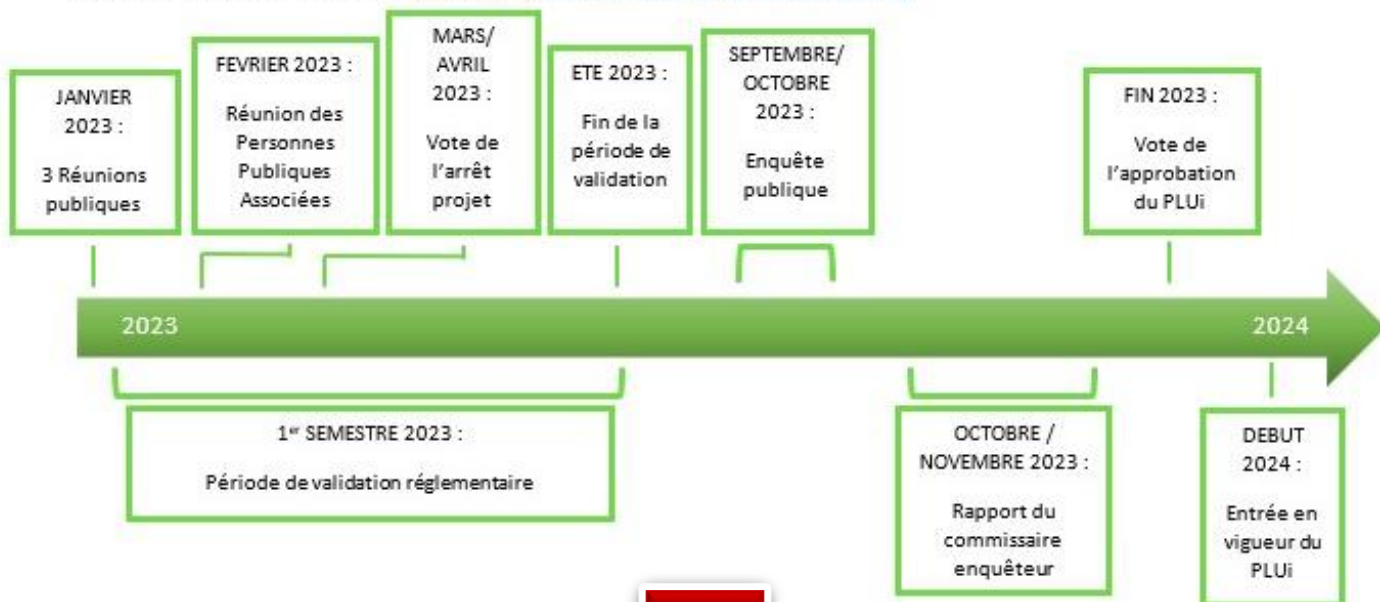 JANVIER
2023 :
3 Réunions
publiques
FEVRIER 2023 :
Réunion des
Personnes
Publiques
Associées
MARS/
AVRIL
2023 :
Vote de
l'arrêt
projet
ETE 2023 :
Fin de la
période de
validation
SEPTEMBRE/
OCTOBRE
2023 :
Enquête
publique
FIN 2023 :
Vote de
l'approbation
du PLUi
2023
2024
1er SEMESTRE 2023 :
Période de validation réglementaire
OCTOBRE /
NOVEMBRE 2023 :
Rapport du
commissaire
enquêteur
DEBUT
2024 :
Entrée en
vigueur du
PLUi